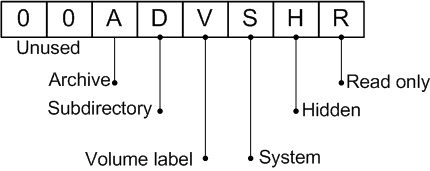 0 0 A D V S H R
Unused
Archive
Read only
Subdirectory
Hidden
Volume label
System